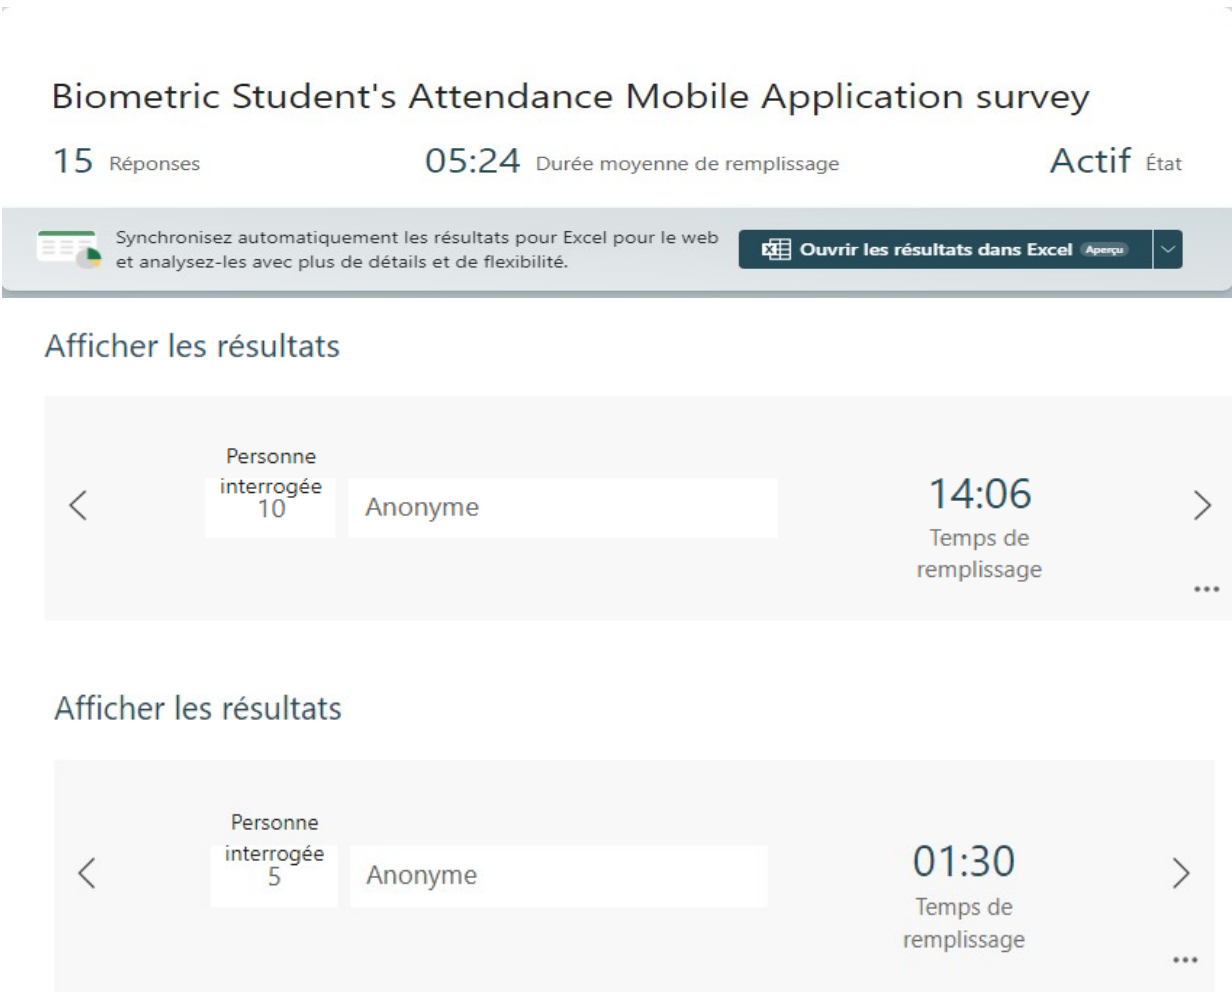 Biometric Student's Attendance Mobile Application survey
15 Réponses 05:24 Durée moyenne de remplissage Actif État
Synchronisez automatiquement les résultats pour Excel pour le web
et analysez-les avec plus de détails et de flexibilité.
Ouvrir les résultats dans Excel Aperçu
Afficher les résultats
Personne
interrogée
10
Anonyme
14:06
Temps de
remplissage
Afficher les résultats
Personne
interrogée
5
Anonyme
01:30
Temps de
remplissage